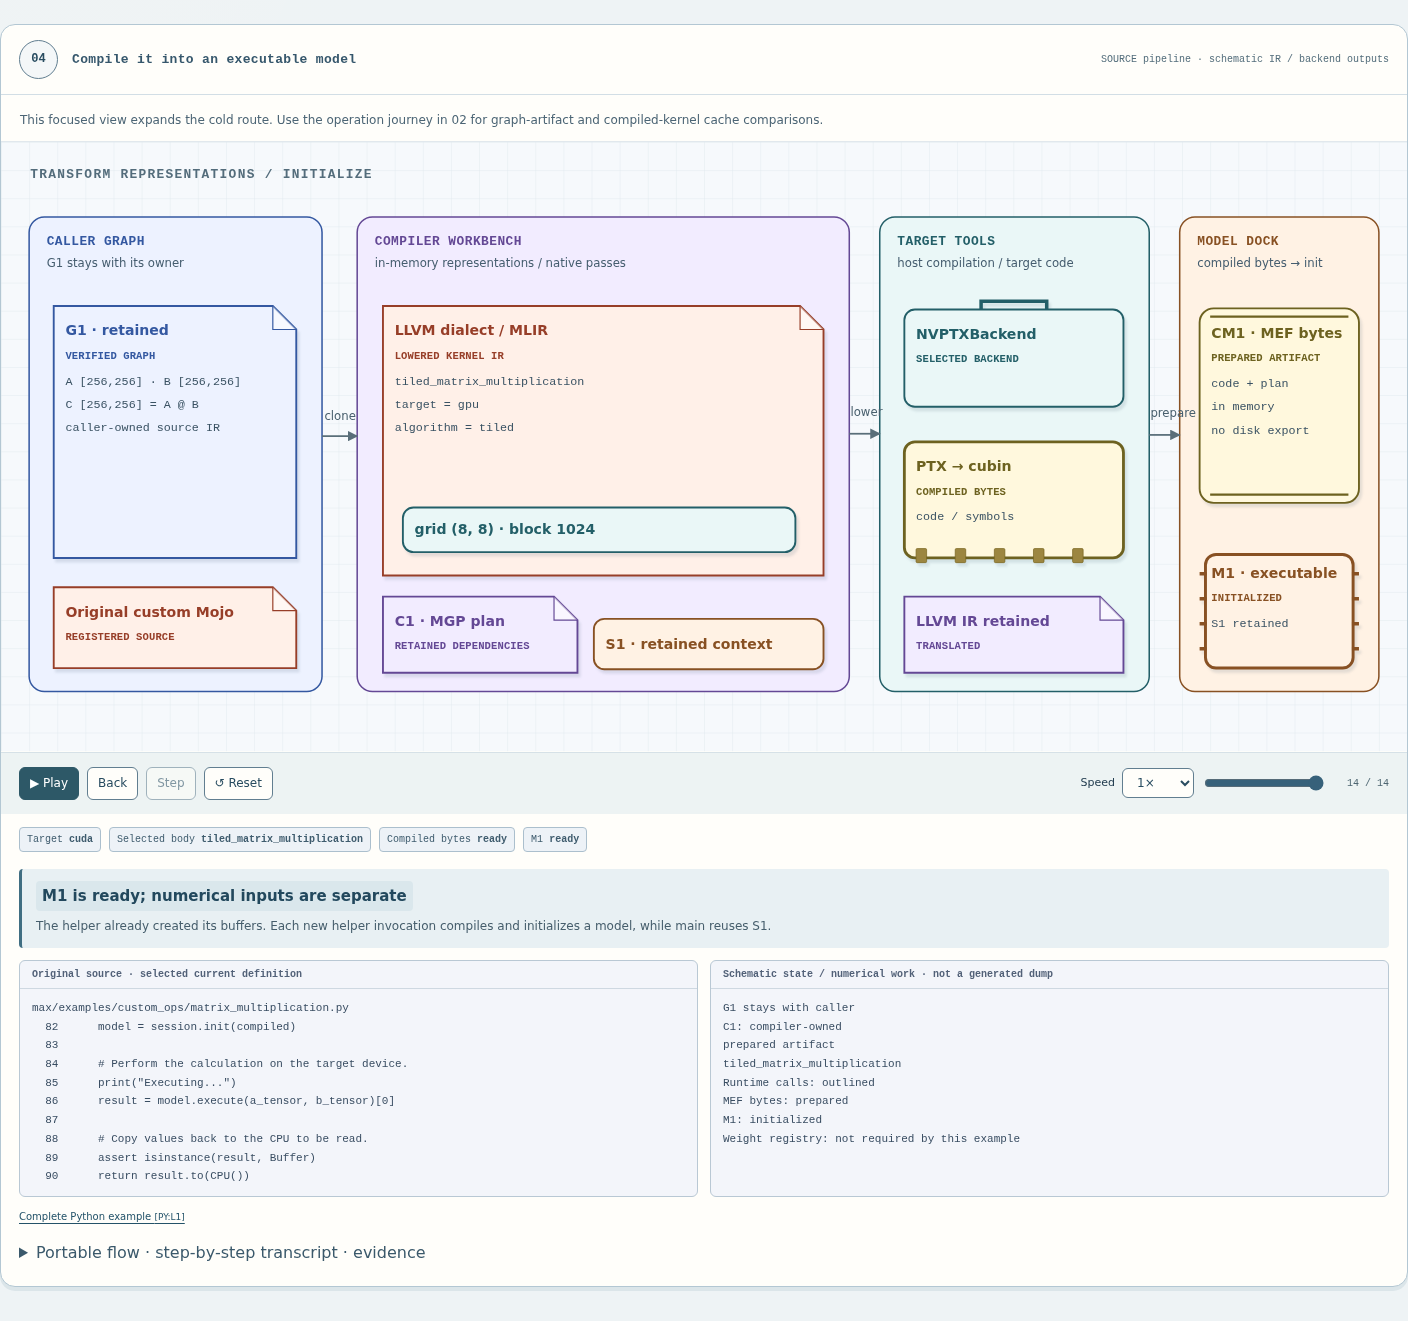 04
Compile it into an executable model
SOURCE pipeline · schematic IR / backend outputs
This focused view expands the cold route. Use the operation journey in 02 for graph-artifact and compiled-kernel cache comparisons.
TRANSFORM REPRESENTATIONS / INITIALIZE
CALLER GRAPH
G1 stays with its owner
G1 · retained
VERIFIED GRAPH
A [256,256] · B [256,256]
C [256,256] = A @ B
caller-owned source IR
Original custom Mojo
REGISTERED SOURCE
clone
COMPILER WORKBENCH
in-memory representations / native passes
LLVM dialect / MLIR
LOWERED KERNEL IR
tiled_matrix_multiplication
target = gpu
algorithm = tiled
grid (8, 8) · block 1024
C1 · MGP plan
RETAINED DEPENDENCIES
S1 · retained context
lower
TARGET TOOLS
host compilation / target code
NVPTXBackend
SELECTED BACKEND
PTX → cubin
COMPILED BYTES
code / symbols
LLVM IR retained
TRANSLATED
prepare
MODEL DOCK
compiled bytes → init
CM1 · MEF bytes
PREPARED ARTIFACT
code + plan
in memory
no disk export
M1 · executable
INITIALIZED
S1 retained
▶ Play
Back
Step
↺ Reset
Speed
1×
14 / 14
Target cuda
Selected body tiled_matrix_multiplication
Compiled bytes ready
M1 ready
M1 is ready; numerical inputs are separate
The helper already created its buffers. Each new helper invocation compiles and initializes a model, while main reuses S1.
Original source · selected current definition
max/examples/custom_ops/matrix_multiplication.py
82 model = session.init(compiled)
83
84 # Perform the calculation on the target device.
85 print("Executing...")
86 result = model.execute(a_tensor, b_tensor)[0]
87
88 # Copy values back to the CPU to be read.
89 assert isinstance(result, Buffer)
90 return result.to(CPU())
Schematic state / numerical work · not a generated dump
G1 stays with caller
C1: compiler-owned
prepared artifact
tiled_matrix_multiplication
Runtime calls: outlined
MEF bytes: prepared
M1: initialized
Weight registry: not required by this example
Complete Python example [PY:L1]
▶ Portable flow · step-by-step transcript · evidence